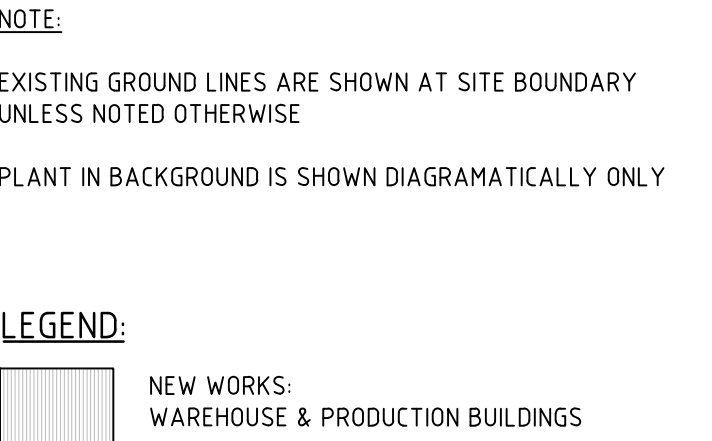 NOTE:
EXISTING GROUND LINES ARE SHOWN AT SITE BOUNDARY
UNLESS NOTED OTHERWISE
PLANT IN BACKGROUND IS SHOWN DIAGRAMATICALLY ONLY
LEGEND:
NEW WORKS:
WAREHOUSE & PRODUCTION BUILDINGS